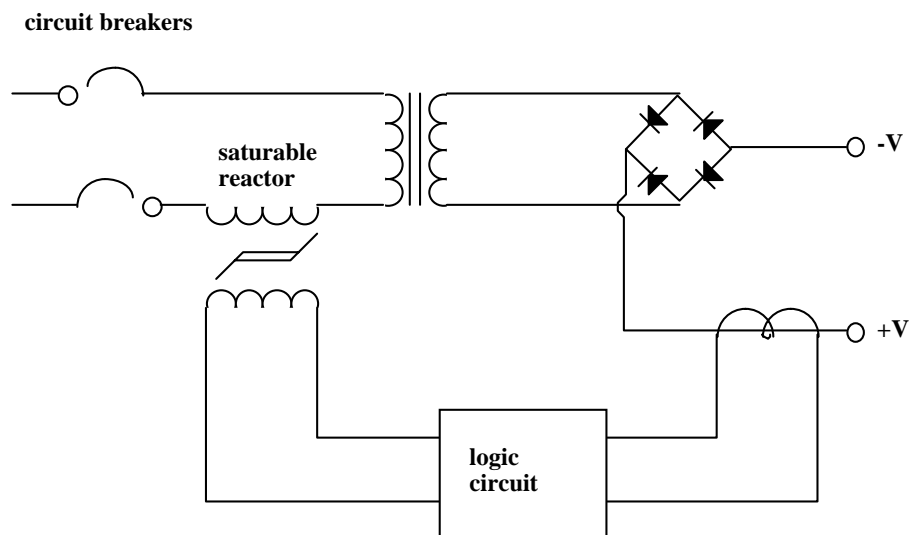 circuit breakers
saturable
reactor
-V
+V
logic
circuit